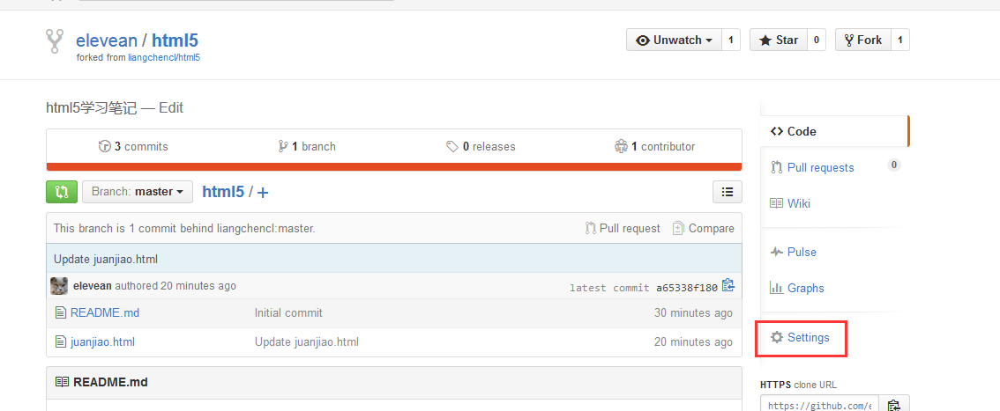 elevean / html5
forked from liangchencl/html5
Unwatch 1
Star 0
Fork 1
html5学习笔记 — Edit
3 commits
1 branch
0 releases
1 contributor
Branch: master
html5 / +
This branch is 1 commit behind liangchencl:master.
Pull request
Compare
Update juanjiao.html
elevean authored 20 minutes ago
latest commit a65338f180
README.md Initial commit 30 minutes ago
juanjiao.html Update juanjiao.html 20 minutes ago
README.md
Code
Pull requests 0
Wiki
Pulse
Graphs
Settings
HTTPS clone URL
https://github.com/e